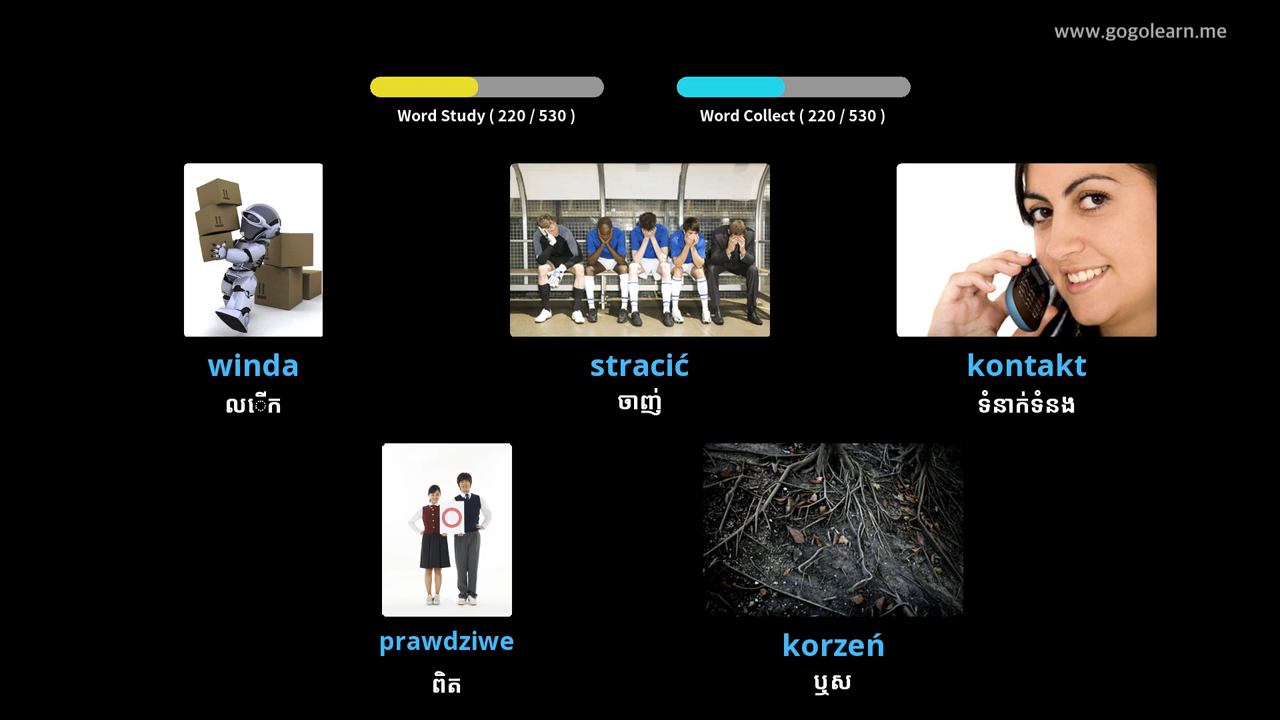 www.gogolearn.me
Word Study ( 220 / 530 )
Word Collect ( 220 / 530 )
winda
stracić
kontakt
លើក
ចាញ់
ទំនាក់ទំនង
prawdziwe
korzeń
ពិត
ឬស